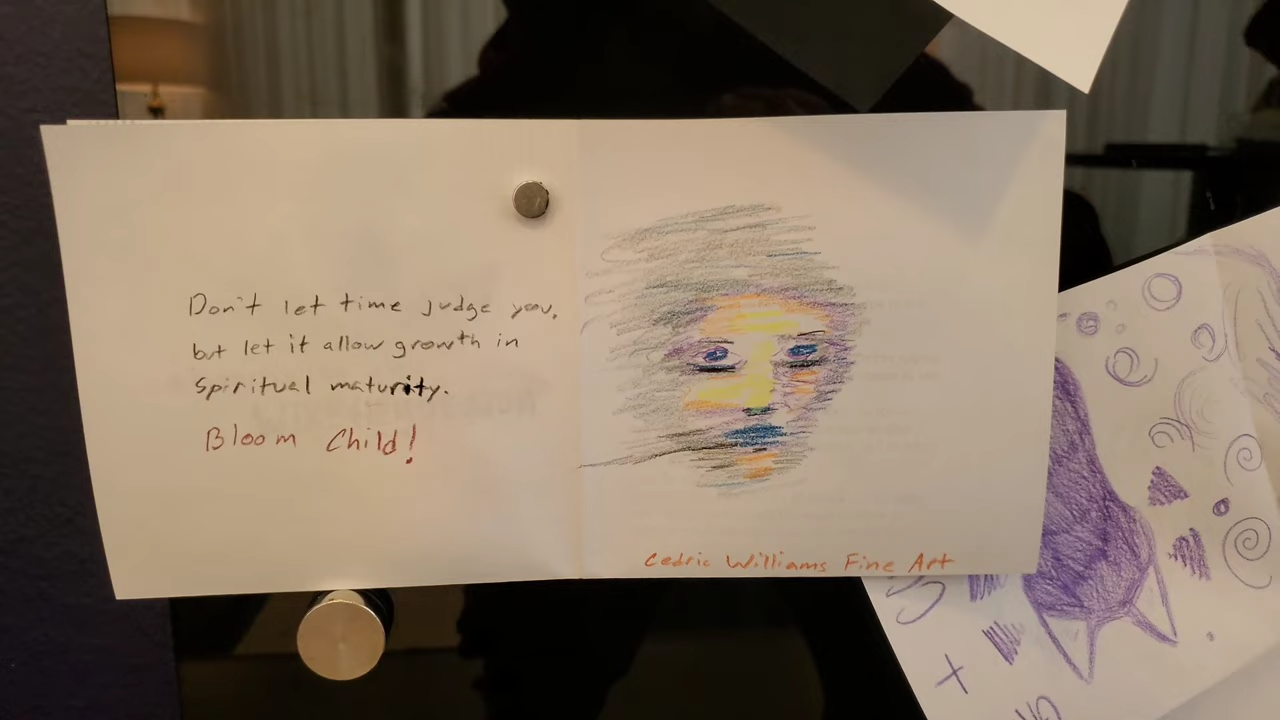 Don't let time judge you,
but let it allow growth in
Spiritual maturity.
Bloom Child!
Cedric Williams Fine Art